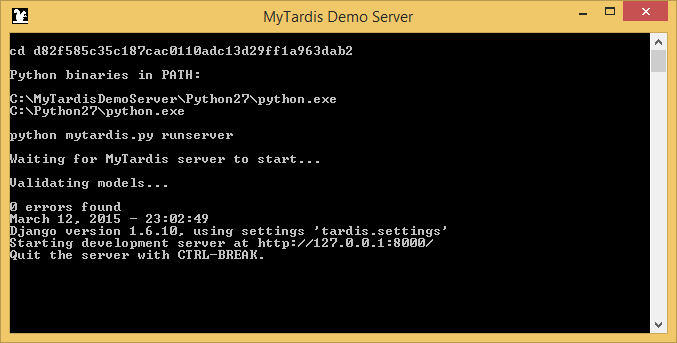 MyTardis Demo Server
cd d82f585c35c187cac0110adc13d29ff1a963dab2
Python binaries in PATH:
C:\MyTardisDemoServer\Python27\python.exe
C:\Python27\python.exe
python mytardis.py runserver
Waiting for MyTardis server to start...
Validating models...
0 errors found
March 12, 2015 - 23:02:49
Django version 1.6.10, using settings 'tardis.settings'
Starting development server at http://127.0.0.1:8000/
Quit the server with CTRL-BREAK.